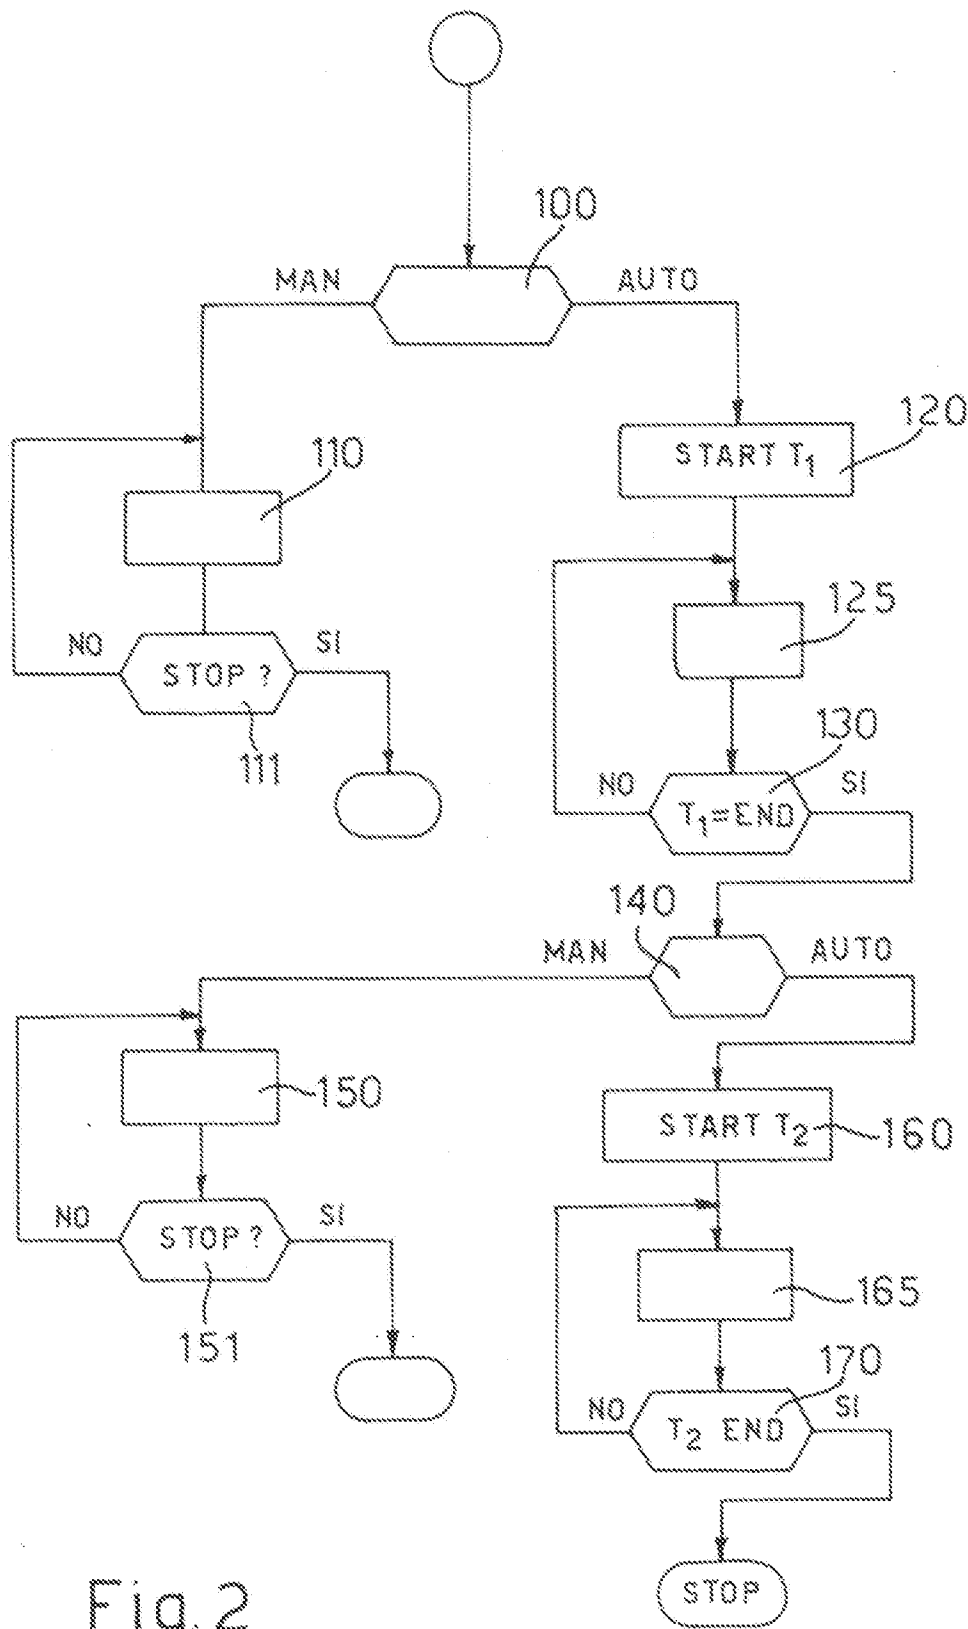 100
MAN
AUTO
120
START T₁
110
125
NO
SI
STOP ?
111
130
NO
SI
T₁=END
140
MAN
AUTO
150
START T₂
160
NO
SI
STOP ?
151
165
170
NO
SI
T₂ END
STOP
Fig. 2